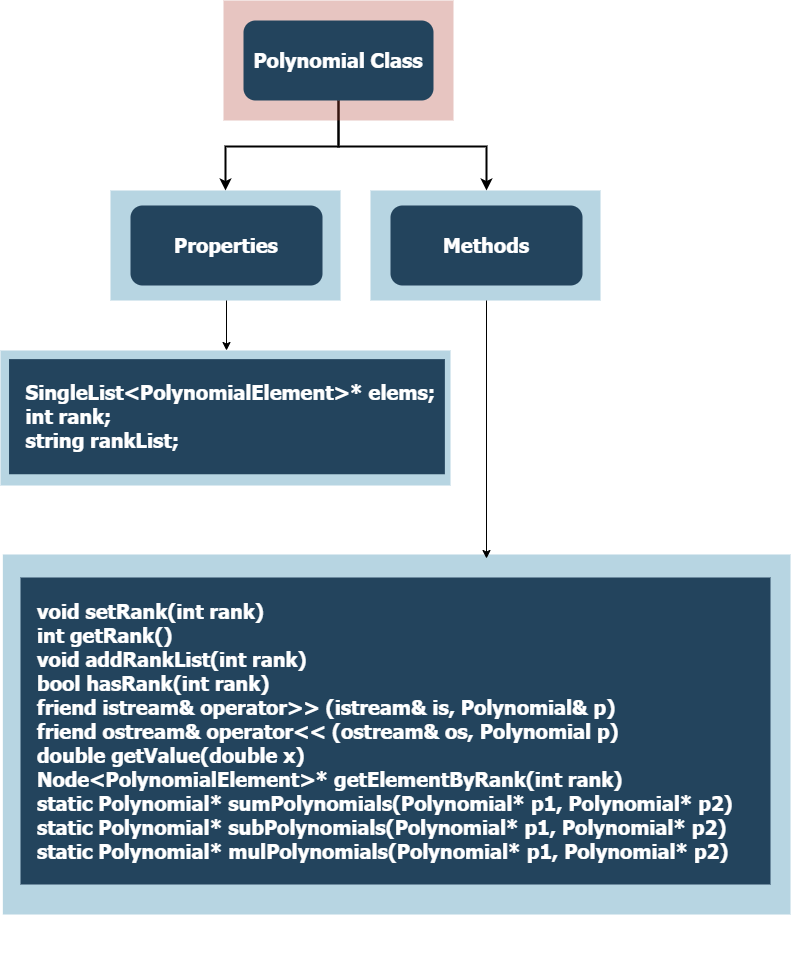 Polynomial Class
Properties
Methods
SingleList<PolynomialElement>* elems;
int rank;
string rankList;
void setRank(int rank)
int getRank()
void addRankList(int rank)
bool hasRank(int rank)
friend istream& operator>> (istream& is, Polynomial& p)
friend ostream& operator<< (ostream& os, Polynomial p)
double getValue(double x)
Node<PolynomialElement>* getElementByRank(int rank)
static Polynomial* sumPolynomials(Polynomial* p1, Polynomial* p2)
static Polynomial* subPolynomials(Polynomial* p1, Polynomial* p2)
static Polynomial* mulPolynomials(Polynomial* p1, Polynomial* p2)